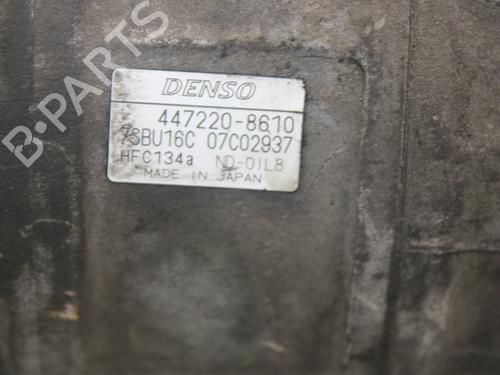 B-PARTS
DENSO
447220-8610
7SBU16C 07C02937
HFC134a ND-OIL8
MADE IN JAPAN